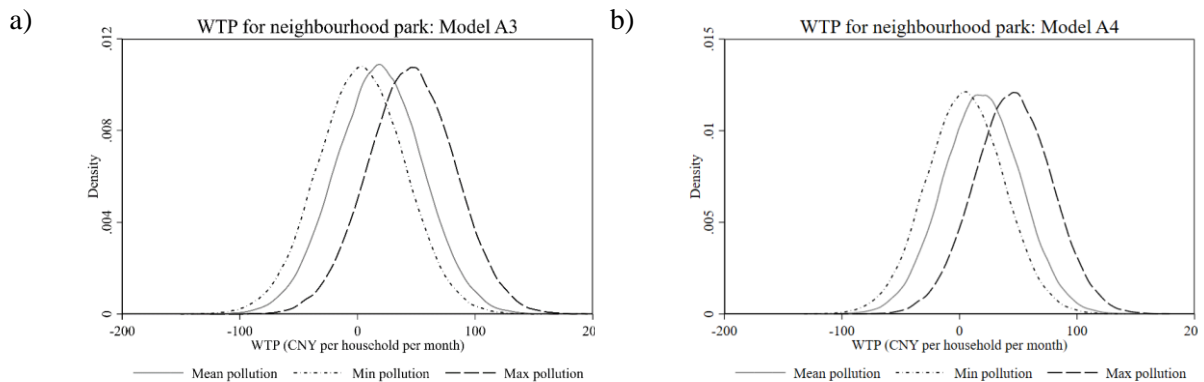 a)
WTP for neighbourhood park: Model A3
.012
.008
.004
0
Density
-200
-100
0
100
20
WTP (CNY per household per month)
Mean pollution
Min pollution
Max pollution
b)
WTP for neighbourhood park: Model A4
.015
.01
.005
0
Density
-200
-100
0
100
20
WTP (CNY per household per month)
Mean pollution
Min pollution
Max pollution